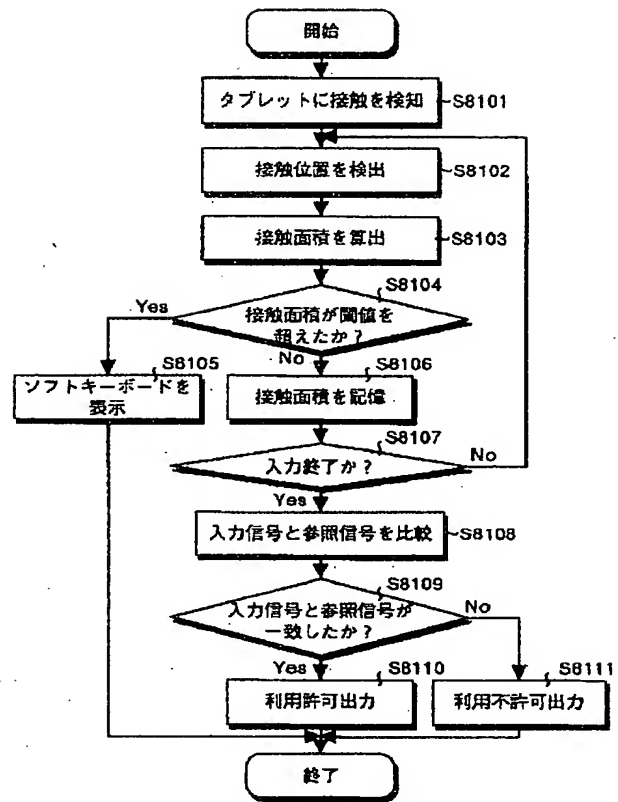 開始
タブレットに接触を検知
S8101
接触位置を検出
S8102
接触面積を算出
S8103
S8104
Yes
接触面積が閾値を
超えたか？
No
S8105
ソフトキーボードを
表示
S8106
接触面積を記憶
S8107
入力終了か？
No
Yes
入力信号と参照信号を比較
S8108
S8109
入力信号と参照信号が
一致したか？
No
Yes
S8110
利用許可出力
S8111
利用不許可出力
終了